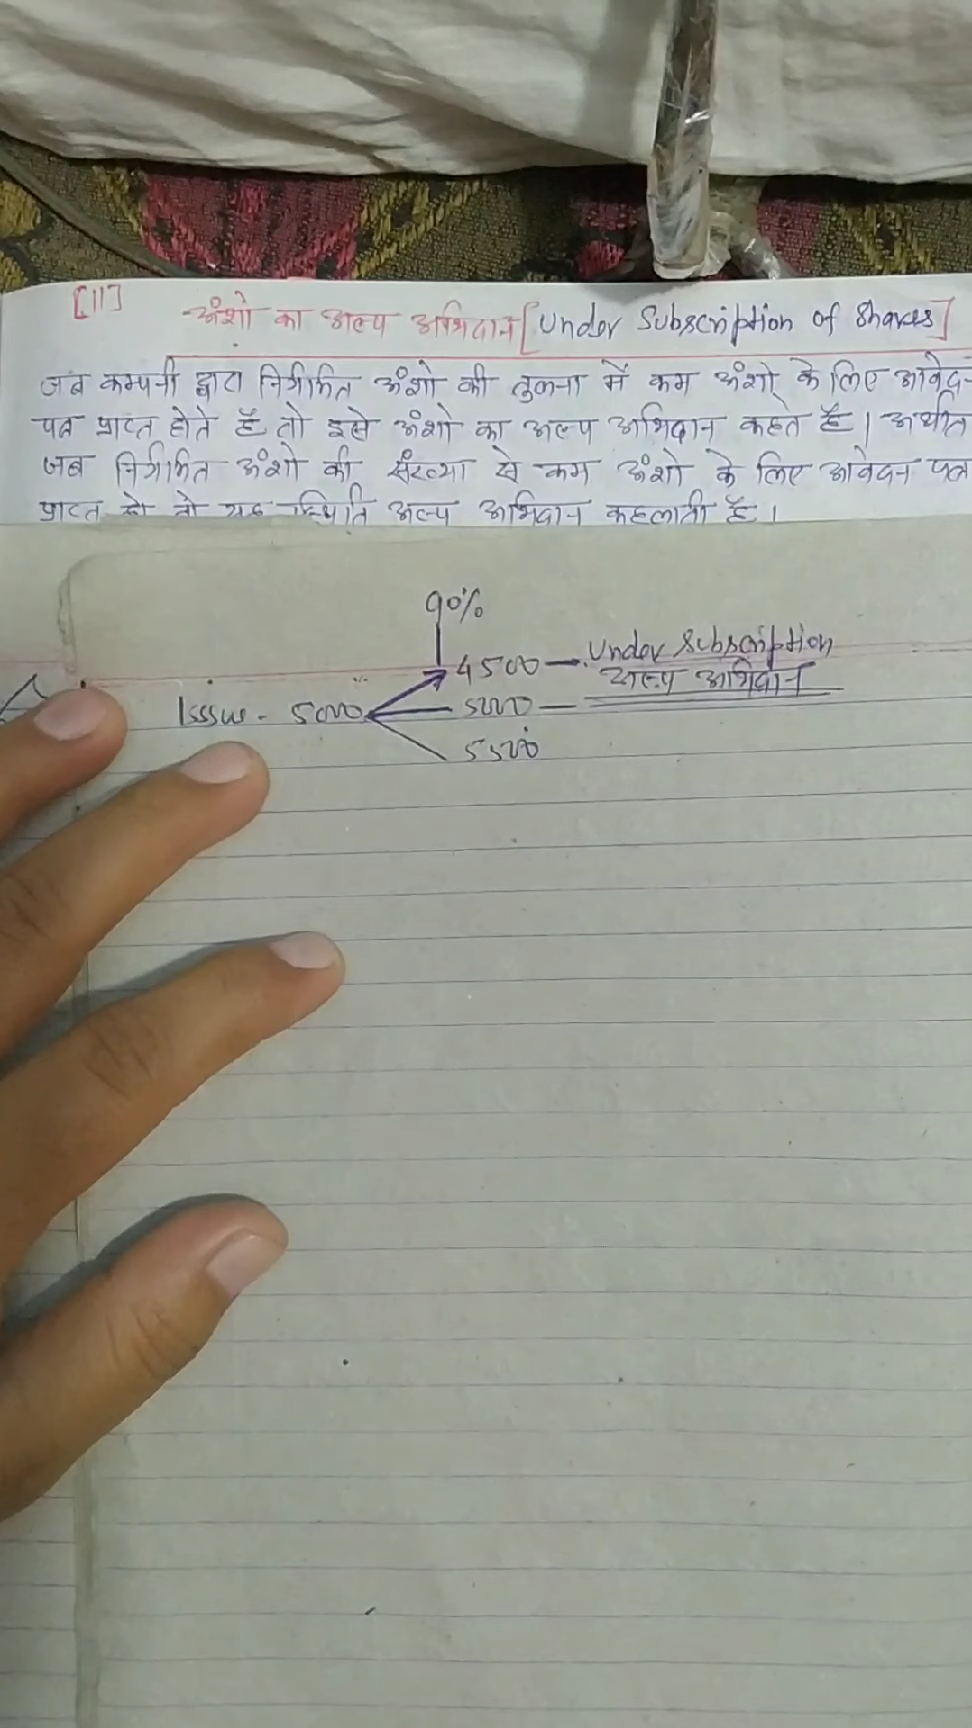 [11] अंशो का अल्प अभिदान [Under Subscription of Shares]
जब कम्पनी द्वारा निर्गमित अंशो की तुलना में कम अंशो के लिए आवेदन
पत्र प्राप्त होते हैं तो इसे अंशो का अल्प अभिदान कहते हैं। अर्थात
जब निर्गमित अंशो की संख्या से कम अंशो के लिए आवेदन पत्र
प्राप्त हो तो यह स्थिति अल्प अभिदान कहलाती है।
90%
4500 — Under Subscription
अल्प अभिदान
Isssue - 5000 5000 —
5500